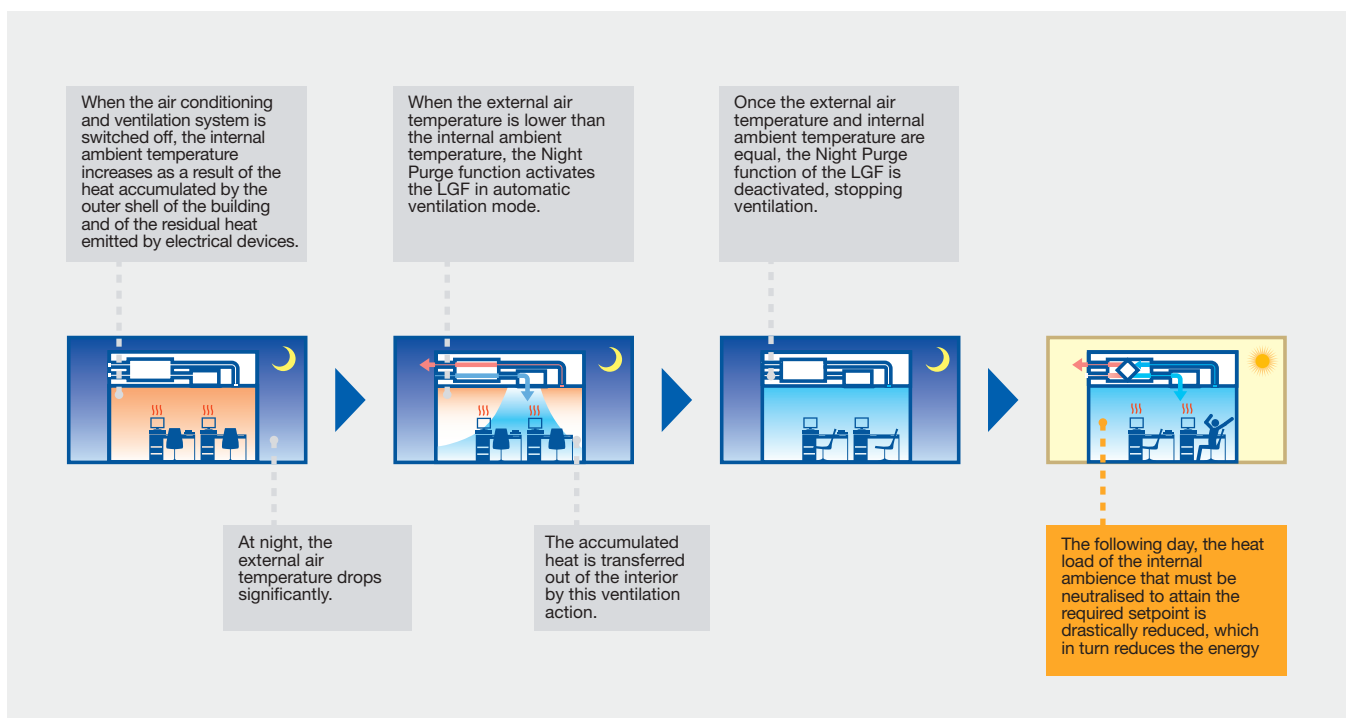 When the air conditioning
and ventilation system is
switched off, the internal
ambient temperature
increases as a result of the
heat accumulated by the
outer shell of the building
and of the residual heat
emitted by electrical devices.
When the external air
temperature is lower than
the internal ambient
temperature, the Night
Purge function activates
the LGF in automatic
ventilation mode.
Once the external air
temperature and internal
ambient temperature are
equal, the Night Purge
function of the LGF is
deactivated, stopping
ventilation.
At night, the
external air
temperature drops
significantly.
The accumulated
heat is transferred
out of the interior
by this ventilation
action.
The following day, the heat
load of the internal
ambience that must be
neutralised to attain the
required setpoint is
drastically reduced, which
in turn reduces the energy